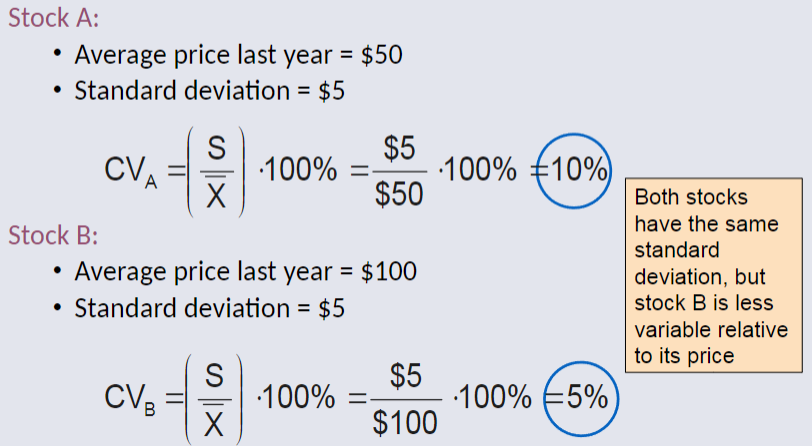 Stock A:
• Average price last year = $50
• Standard deviation = $5
CV_A = (S / X̅) ·100% = $5 / $50 ·100% = 10%
Stock B:
• Average price last year = $100
• Standard deviation = $5
CV_B = (S / X̅) ·100% = $5 / $100 ·100% = 5%
Both stocks
have the same
standard
deviation, but
stock B is less
variable relative
to its price